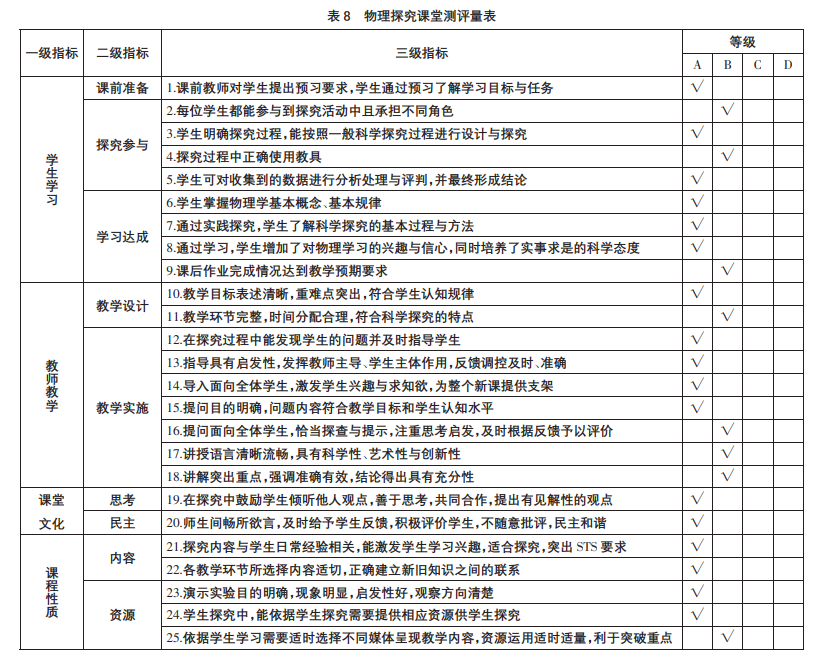 表 8 物理探究课堂测评量表
一级指标 二级指标 三级指标 等级
A B C D
学生学习 课前准备 1.课前教师对学生提出预习要求,学生通过预习了解学习目标与任务 √
探究参与 2.每位学生都能参与到探究活动中且承担不同角色 √
3.学生明确探究过程,能按照一般科学探究过程进行设计与探究 √
4.探究过程中正确使用教具 √
5.学生可对收集到的数据进行分析处理与评判,并最终形成结论 √
学习达成 6.学生掌握物理学基本概念、基本规律 √
7.通过实践探究,学生了解科学探究的基本过程与方法 √
8.通过学习,学生增加了对物理学习的兴趣与信心,同时培养了实事求是的科学态度 √
9.课后作业完成情况达到教学预期要求 √
教师教学 教学设计 10.教学目标表述清晰,重难点突出,符合学生认知规律 √
11.教学环节完整,时间分配合理,符合科学探究的特点 √
教学实施 12.在探究过程中能发现学生的问题并及时指导学生 √
13.指导具有启发性,发挥教师主导、学生主体作用,反馈调控及时、准确 √
14.导入面向全体学生,激发学生兴趣与求知欲,为整个新课提供支架 √
15.提问目的明确,问题内容符合教学目标和学生认知水平 √
16.提问面向全体学生,恰当探查与提示,注重思考启发,及时根据反馈予以评价 √
17.讲授语言清晰流畅,具有科学性、艺术性与创新性 √
18.讲解突出重点,强调准确有效,结论得出具有充分性 √
课堂 思考 19.在探究中鼓励学生倾听他人观点,善于思考,共同合作,提出有见解性的观点 √
文化 民主 20.师生间畅所欲言,及时给予学生反馈,积极评价学生,不随意批评,民主和谐 √
课程性质 内容 21.探究内容与学生日常经验相关,能激发学生学习兴趣,适合探究,突出 STS 要求 √
22.各教学环节所选择内容适切,正确建立新旧知识之间的联系 √
资源 23.演示实验目的明确,现象明显,启发性好,观察方向清楚 √
24.学生探究中,能依据学生探究需要提供相应资源供学生探究 √
25.依据学生学习需要适时选择不同媒体呈现教学内容,资源运用适时适量,利于突破重点 √